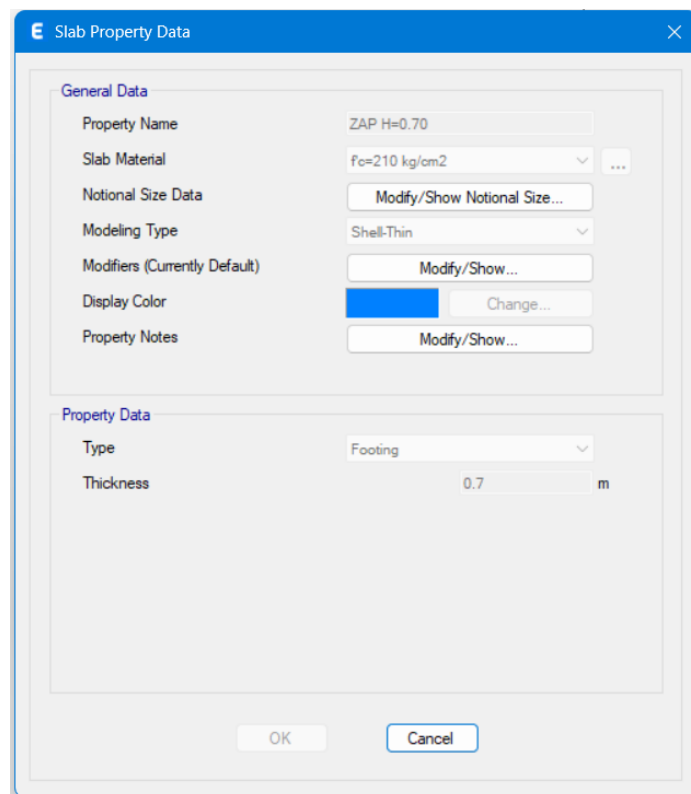 E Slab Property Data
General Data
Property Name ZAP H=0.70
Slab Material f'c=210 kg/cm2 ...
Notional Size Data Modify/Show Notional Size...
Modeling Type Shell-Thin
Modifiers (Currently Default) Modify/Show...
Display Color Change...
Property Notes Modify/Show...
Property Data
Type Footing
Thickness 0.7 m
OK Cancel